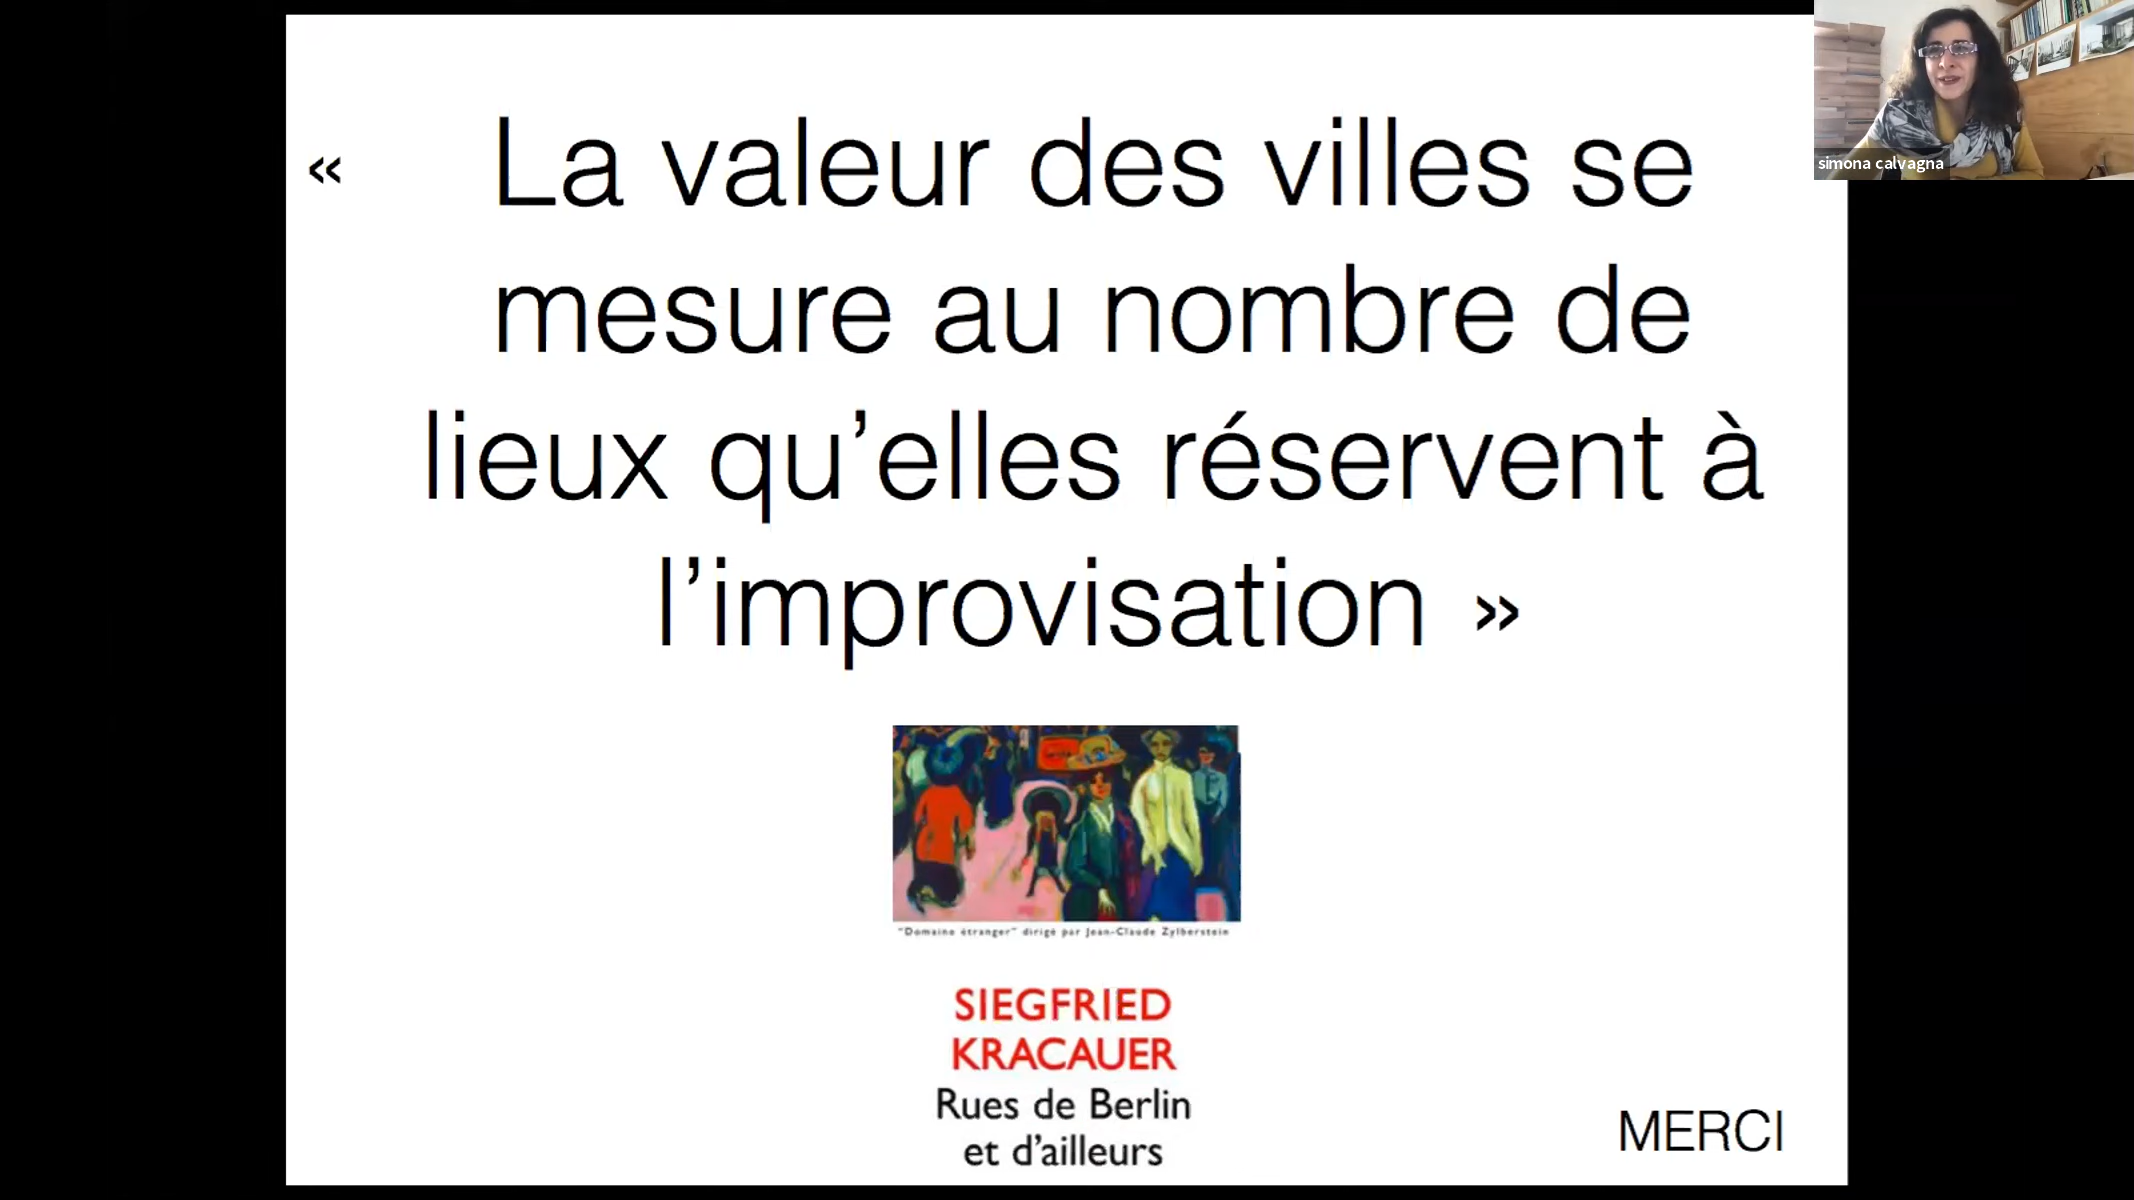 « La valeur des villes se
mesure au nombre de
lieux qu’elles réservent à
l’improvisation »
simona calvagna
"Domaine étranger" dirigé par Jean-Claude Zylberstein
SIEGFRIED
KRACAUER
Rues de Berlin
et d’ailleurs
MERCI